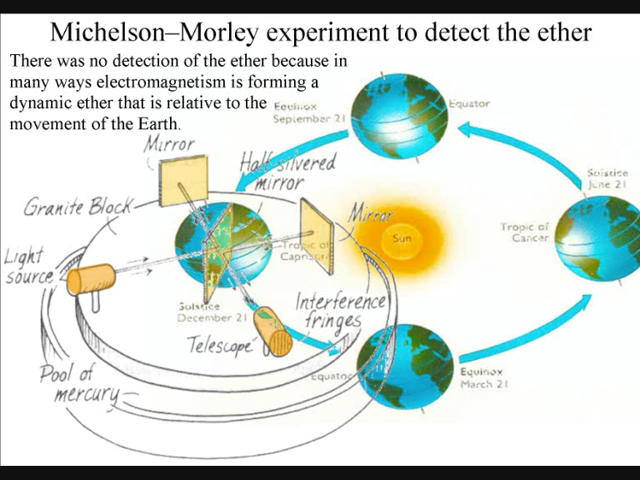 Michelson–Morley experiment to detect the ether
There was no detection of the ether because in
many ways electromagnetism is forming a
dynamic ether that is relative to the
movement of the Earth.
Equinox
September 21
Equator
Mirror
Half-silvered
mirror
Solstice
June 21
Granite Block
Mirror
Tropic of
Cancer
Sun
Light
source
Tropic of
Capricorn
Solstice
December 21
Interference
fringes
Telescope
Pool of
mercury
Equator
Equinox
March 21